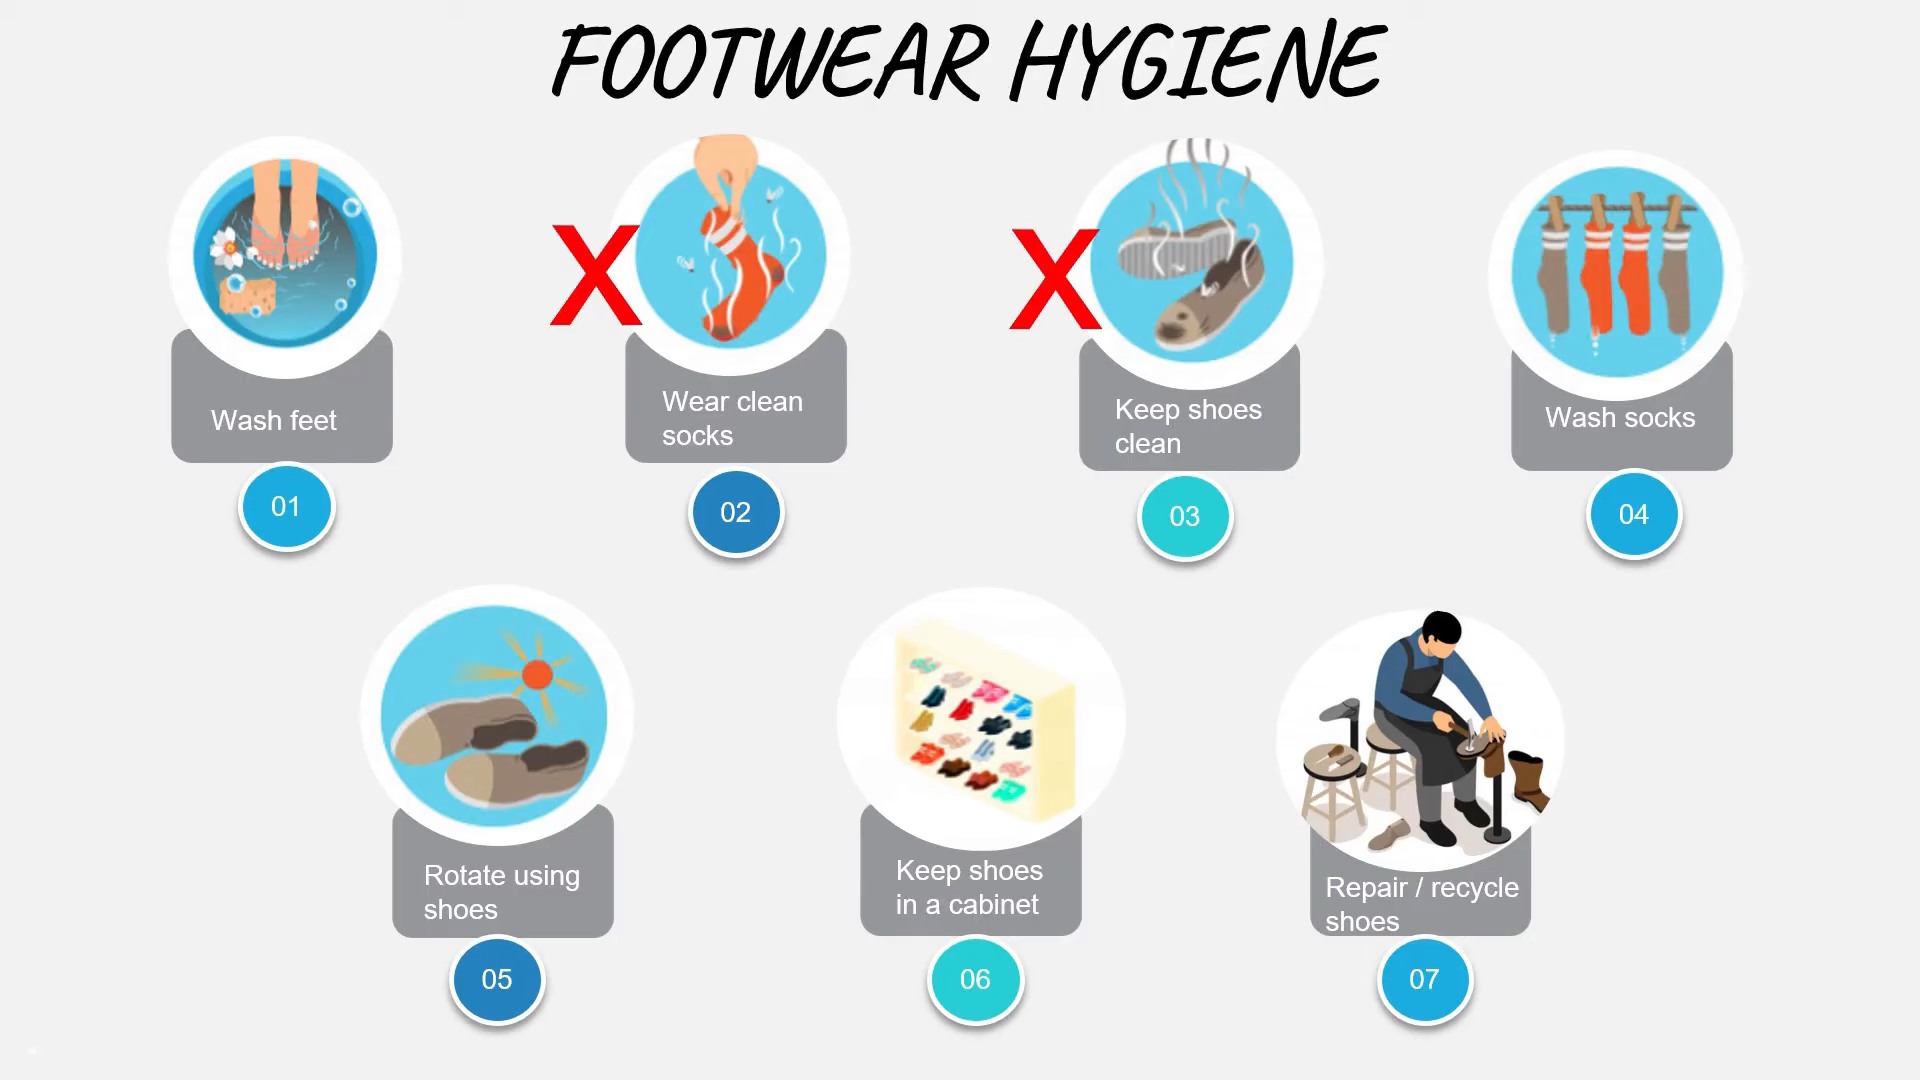 FOOTWEAR HYGIENE
X
X
Wash feet
01
Wear clean
socks
02
Keep shoes
clean
03
Wash socks
04
Rotate using
shoes
05
Keep shoes
in a cabinet
06
Repair / recycle
shoes
07